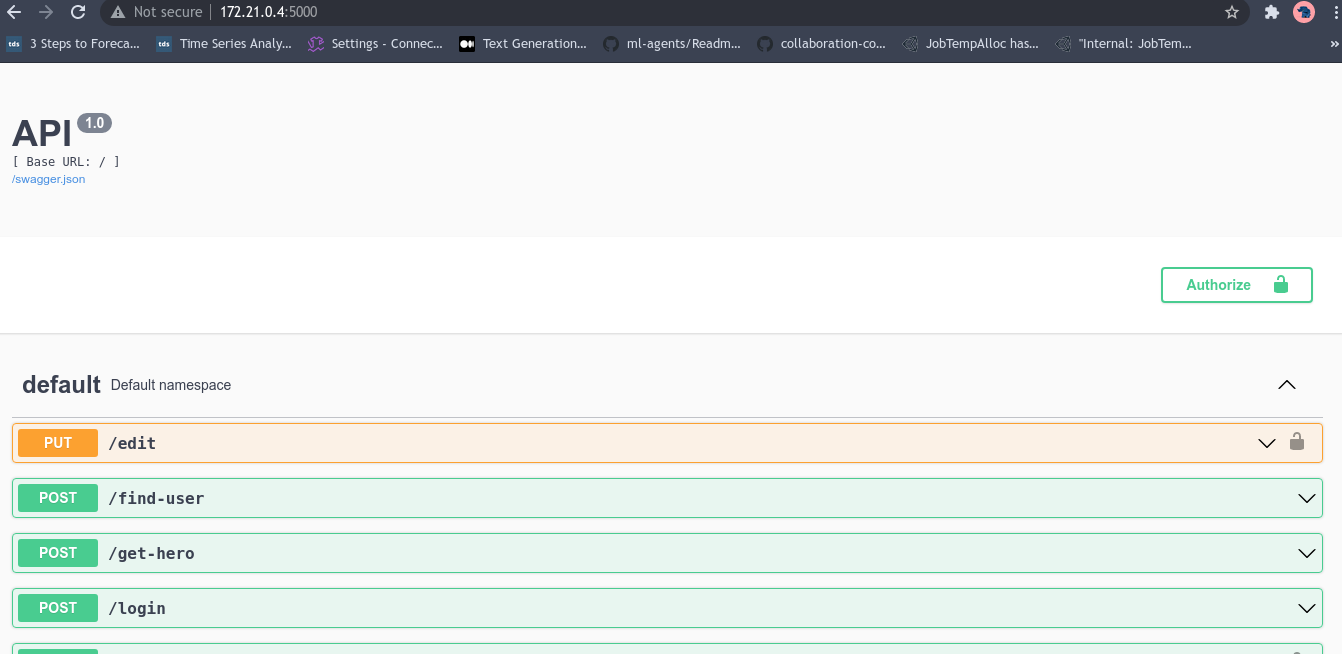 Not secure | 172.21.0.4:5000
3 Steps to Foreca... Time Series Analy... Settings - Connec... Text Generation... ml-agents/Readm... collaboration-co... JobTempAlloc has... "Internal: JobTem... »
API 1.0
[ Base URL: / ]
/swagger.json
Authorize
default Default namespace
PUT /edit
POST /find-user
POST /get-hero
POST /login